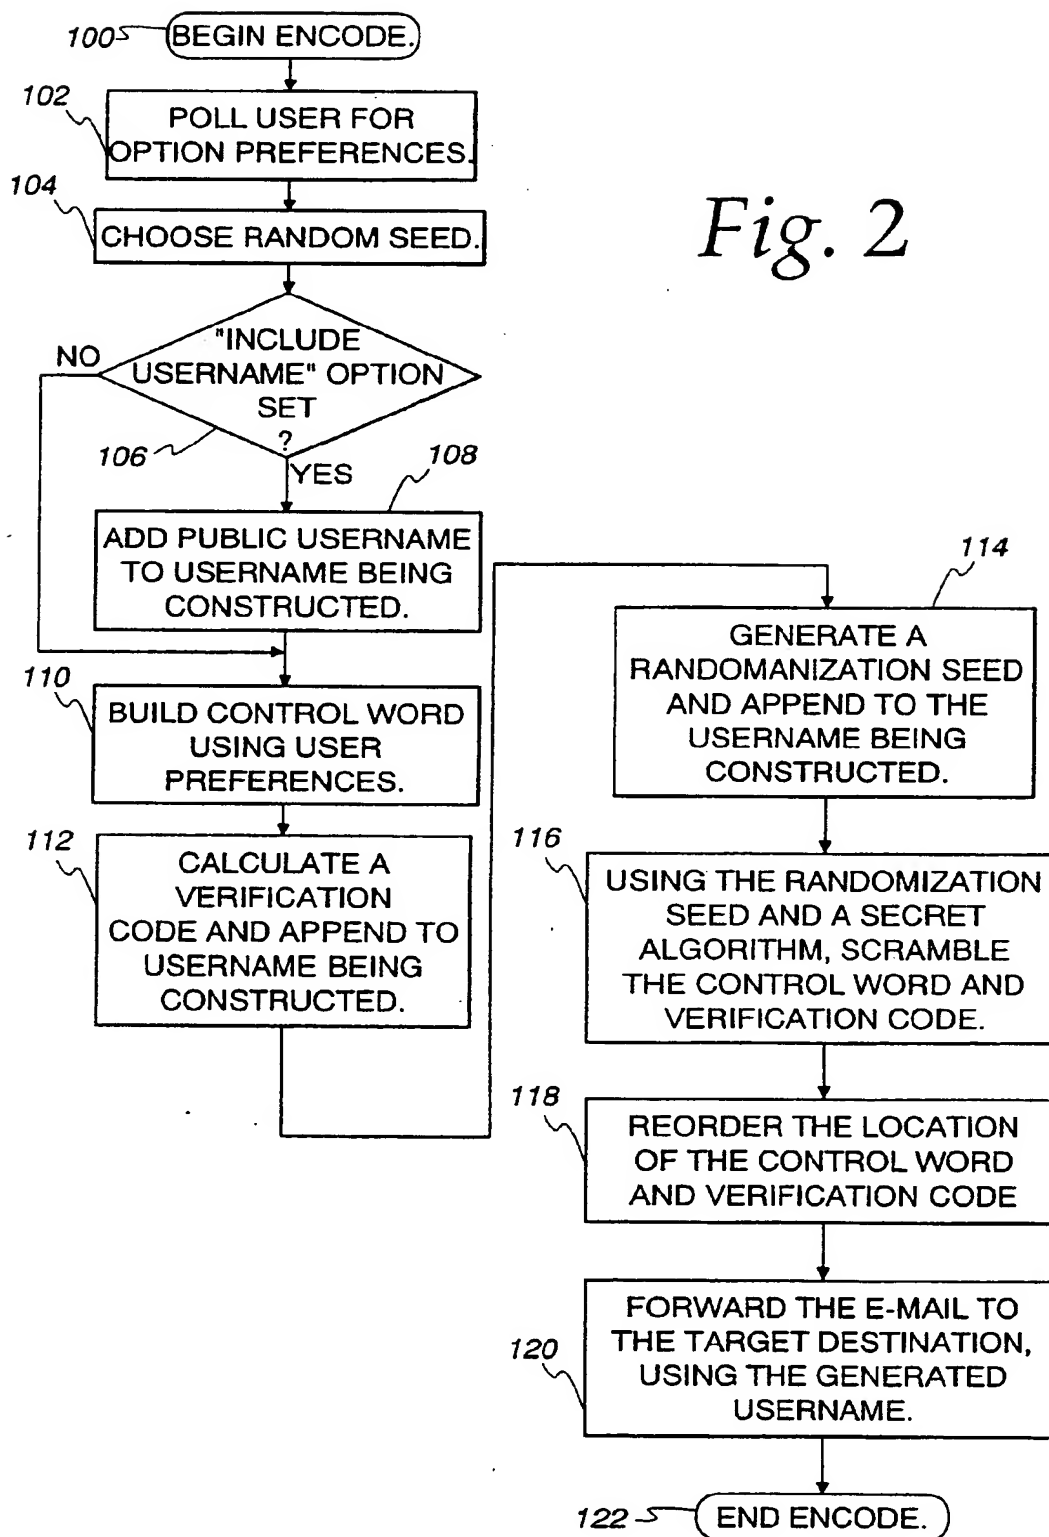 100
BEGIN ENCODE.
102
POLL USER FOR
OPTION PREFERENCES.
104
CHOOSE RANDOM SEED.
Fig. 2
"INCLUDE
USERNAME" OPTION
SET
?
NO
106
YES
108
ADD PUBLIC USERNAME
TO USERNAME BEING
CONSTRUCTED.
110
BUILD CONTROL WORD
USING USER
PREFERENCES.
112
CALCULATE A
VERIFICATION
CODE AND APPEND TO
USERNAME BEING
CONSTRUCTED.
114
GENERATE A
RANDOMANIZATION SEED
AND APPEND TO THE
USERNAME BEING
CONSTRUCTED.
116
USING THE RANDOMIZATION
SEED AND A SECRET
ALGORITHM, SCRAMBLE
THE CONTROL WORD AND
VERIFICATION CODE.
118
REORDER THE LOCATION
OF THE CONTROL WORD
AND VERIFICATION CODE
120
FORWARD THE E-MAIL TO
THE TARGET DESTINATION,
USING THE GENERATED
USERNAME.
122
END ENCODE.